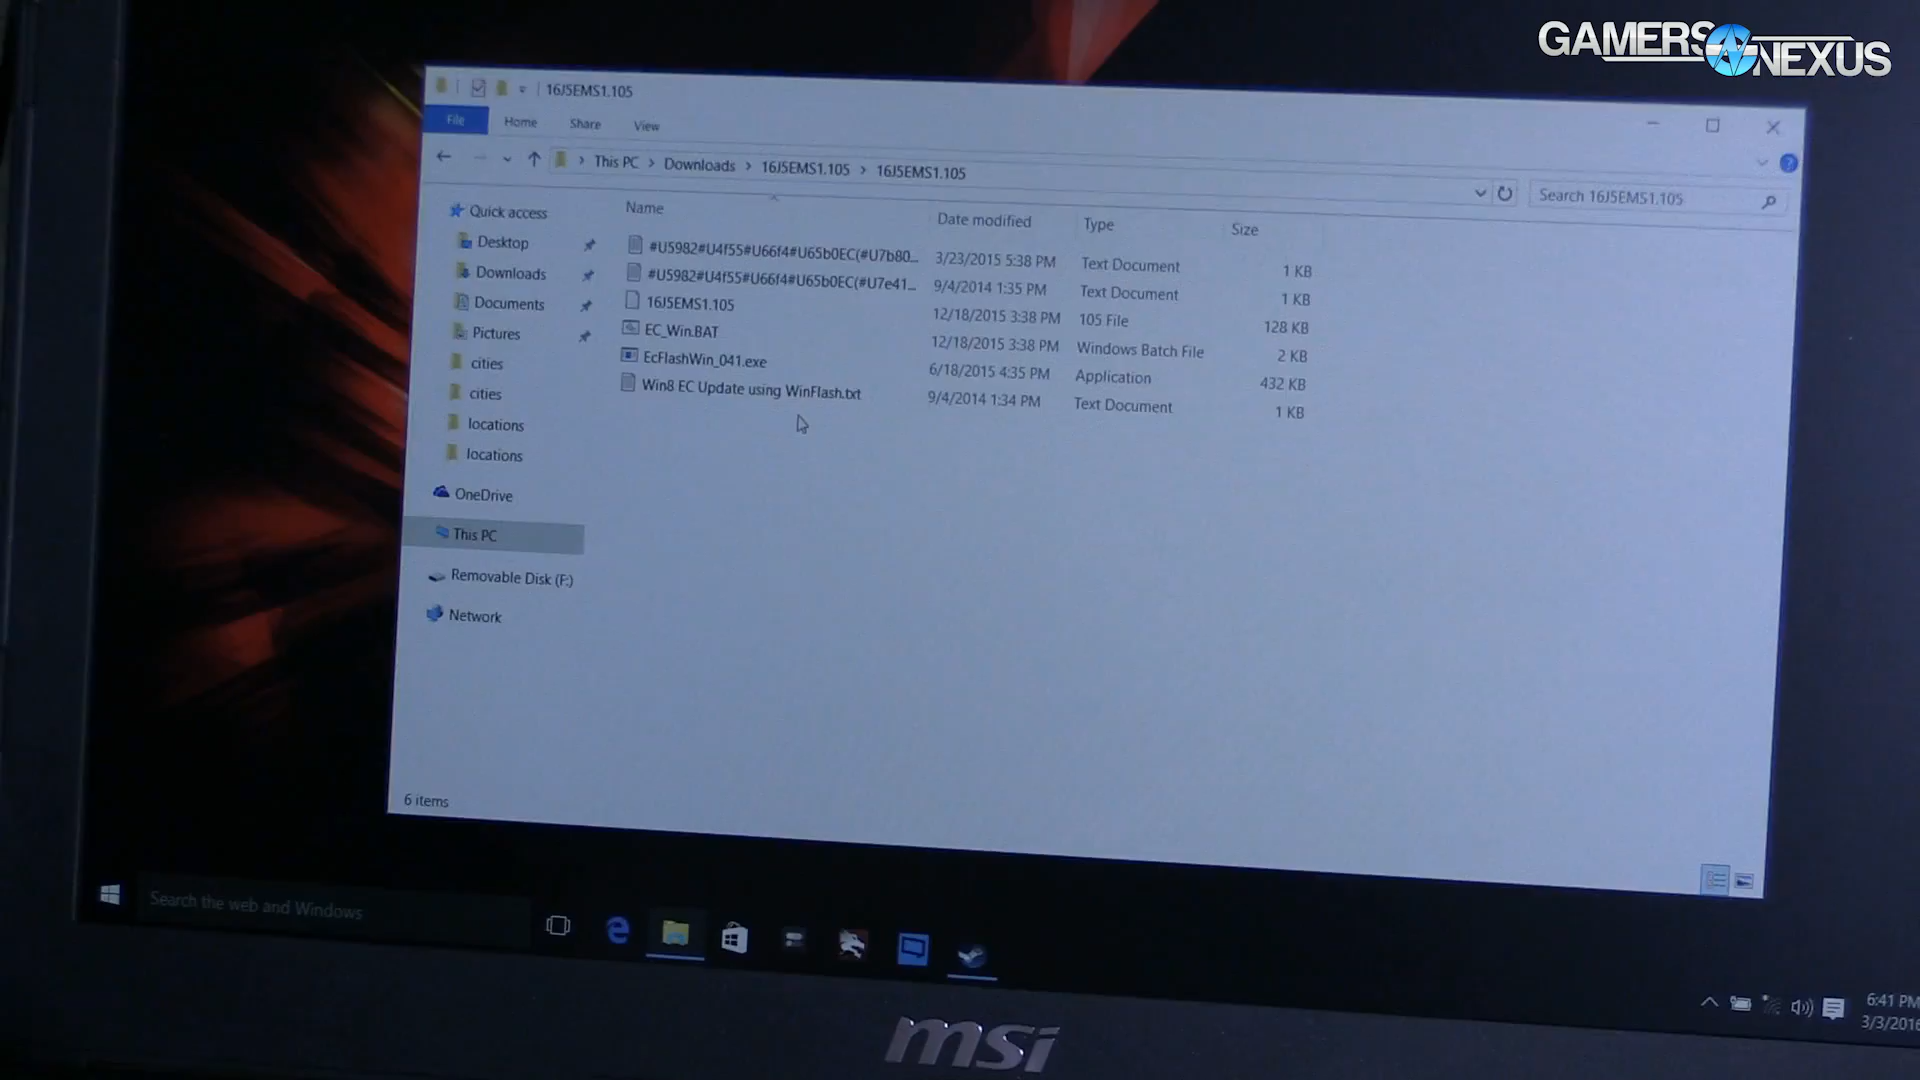 GAMERS NEXUS
16J5EMS1.105
File Home Share View
This PC > Downloads > 16J5EMS1.105 > 16J5EMS1.105
Search 16J5EMS1.105
Name Date modified Type Size
#U5982#U4f55#U66f4#U65b0EC(#U7b80... 3/23/2015 5:38 PM Text Document 1 KB
#U5982#U4f55#U66f4#U65b0EC(#U7e41... 9/4/2014 1:35 PM Text Document 1 KB
16J5EMS1.105 12/18/2015 3:38 PM 105 File 128 KB
EC_Win.BAT 12/18/2015 3:38 PM Windows Batch File 2 KB
EcFlashWin_041.exe 6/18/2015 4:35 PM Application 432 KB
Win8 EC Update using WinFlash.txt 9/4/2014 1:34 PM Text Document 1 KB
Quick access
Desktop
Downloads
Documents
Pictures
cities
cities
locations
locations
OneDrive
This PC
Removable Disk (F:)
Network
6 items
Search the web and Windows
6:41 PM
3/3/2016
msi